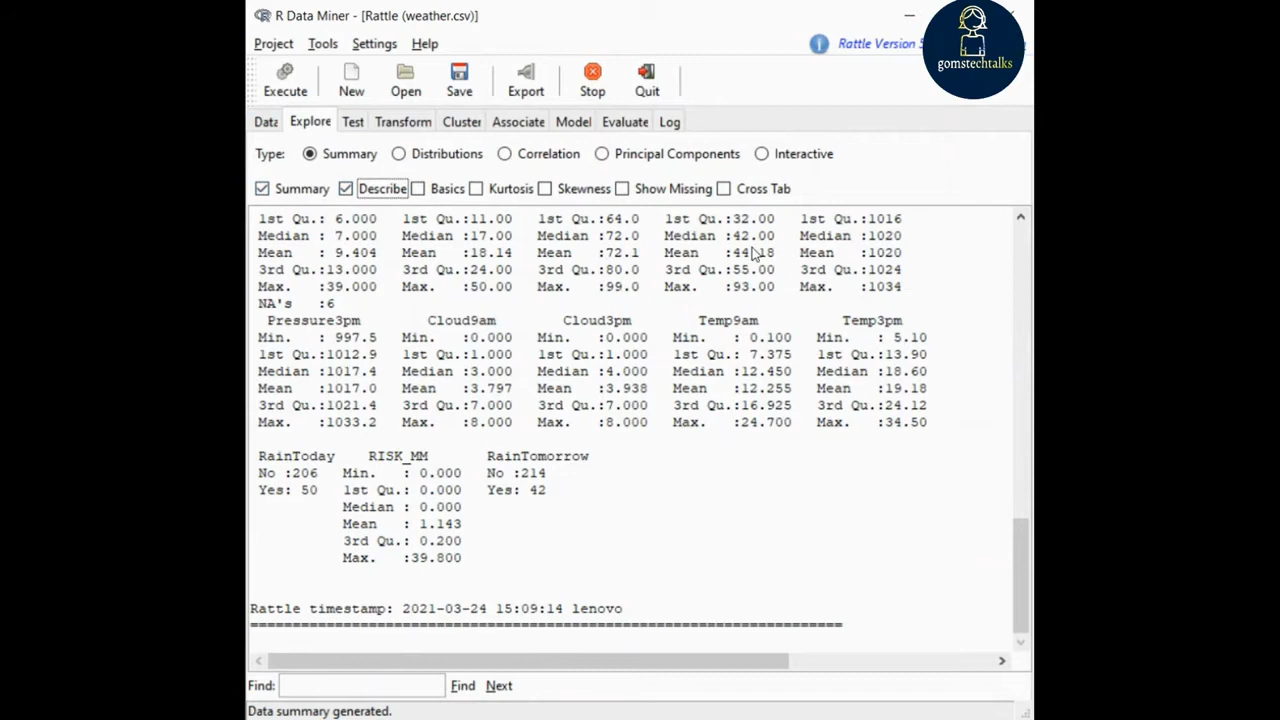 R Data Miner - [Rattle (weather.csv)]
Project Tools Settings Help
Rattle Version
gomstechtalks
Execute New Open Save Export Stop Quit
Data Explore Test Transform Cluster Associate Model Evaluate Log
Type: Summary Distributions Correlation Principal Components Interactive
Summary Describe Basics Kurtosis Skewness Show Missing Cross Tab
1st Qu.: 6.000 1st Qu.:11.00 1st Qu.:64.0 1st Qu.:32.00 1st Qu.:1016
Median : 7.000 Median :17.00 Median :72.0 Median :42.00 Median :1020
Mean : 9.404 Mean :18.14 Mean :72.1 Mean :44.18 Mean :1020
3rd Qu.:13.000 3rd Qu.:24.00 3rd Qu.:80.0 3rd Qu.:55.00 3rd Qu.:1024
Max. :39.000 Max. :50.00 Max. :99.0 Max. :93.00 Max. :1034
NA's :6
Pressure3pm Cloud9am Cloud3pm Temp9am Temp3pm
Min. : 997.5 Min. :0.000 Min. :0.000 Min. : 0.100 Min. : 5.10
1st Qu.:1012.9 1st Qu.:1.000 1st Qu.:1.000 1st Qu.: 7.375 1st Qu.:13.90
Median :1017.4 Median :3.000 Median :4.000 Median :12.450 Median :18.60
Mean :1017.0 Mean :3.797 Mean :3.938 Mean :12.255 Mean :19.18
3rd Qu.:1021.4 3rd Qu.:7.000 3rd Qu.:7.000 3rd Qu.:16.925 3rd Qu.:24.12
Max. :1033.2 Max. :8.000 Max. :8.000 Max. :24.700 Max. :34.50
RainToday RISK_MM RainTomorrow
No :206 Min. : 0.000 No :214
Yes: 50 1st Qu.: 0.000 Yes: 42
Median : 0.000
Mean : 1.143
3rd Qu.: 0.200
Max. :39.800
Rattle timestamp: 2021-03-24 15:09:14 lenovo
======================================================================
Find: Find Next
Data summary generated.